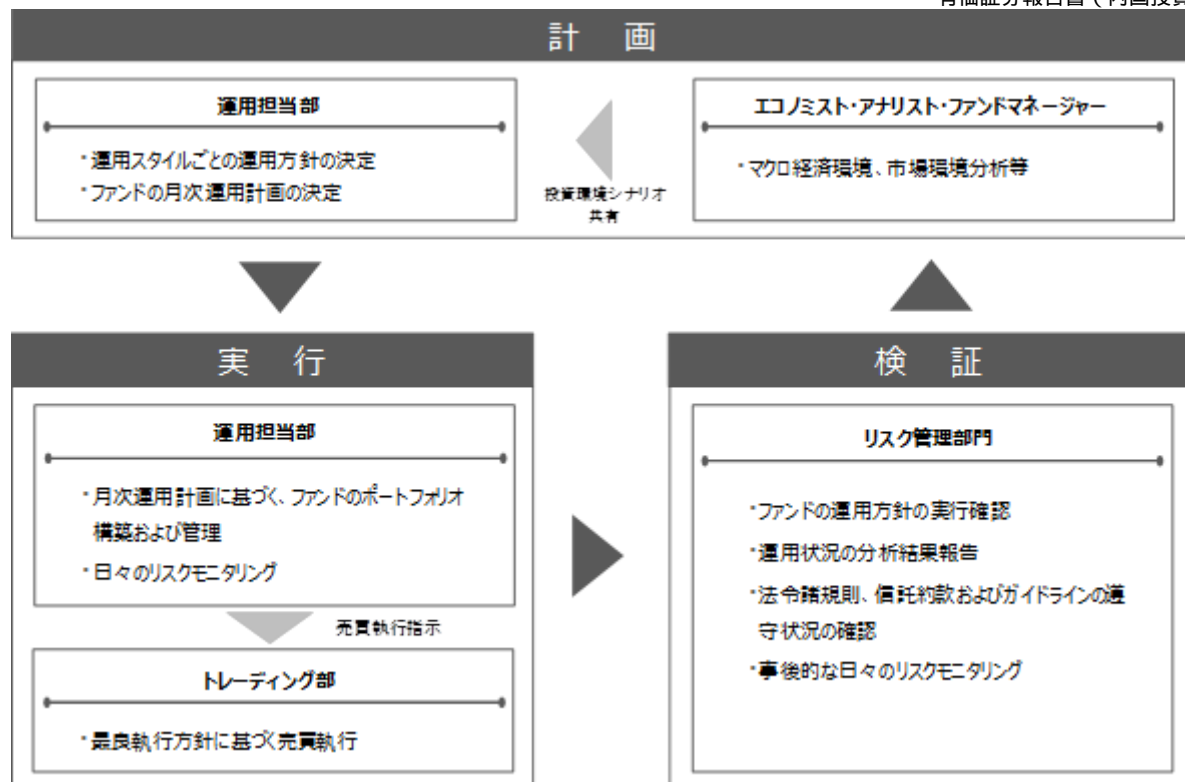 計 画
運用担当部
・運用スタイルごとの運用方針の決定
・ファンドの月次運用計画の決定
投資環境シナリオ
共有
エコノミスト・アナリスト・ファンドマネージャー
・マクロ経済環境、市場環境分析等
実 行
運用担当部
・月次運用計画に基づく、ファンドのポートフォリオ
構築および管理
・日々のリスクモニタリング
売買執行指示
トレーディング部
・最良執行方針に基づく売買執行
検 証
リスク管理部門
・ファンドの運用方針の実行確認
・運用状況の分析結果報告
・法令諸規則、信託約款およびガイドラインの遵
守状況の確認
・事後的な日々のリスクモニタリング